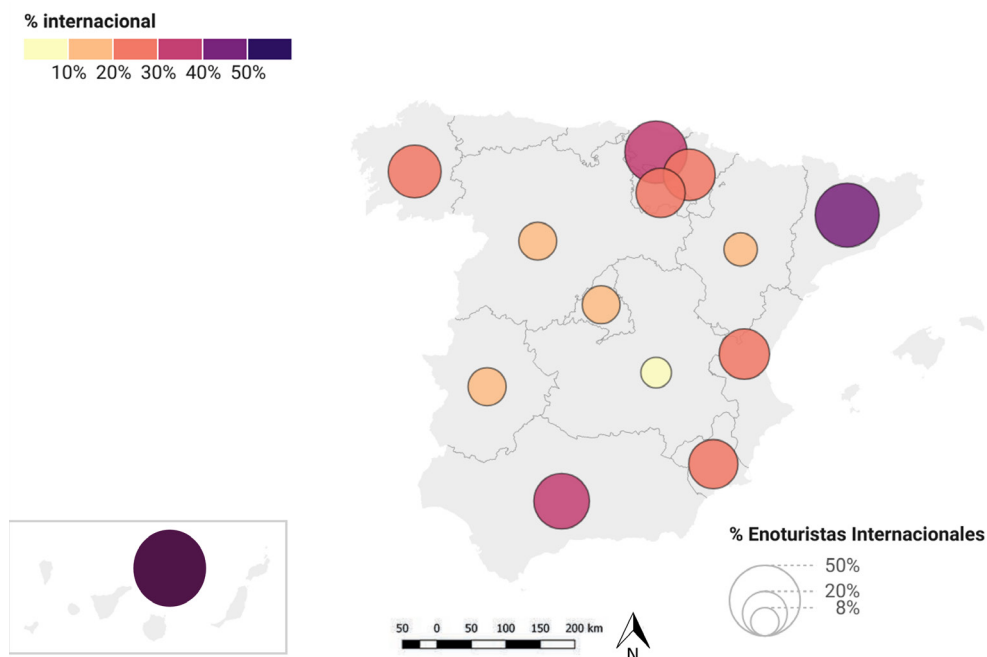 % internacional
10% 20% 30% 40% 50%
% Enoturistas Internacionales
50%
20%
8%
50 0 50 100 150 200 km
N